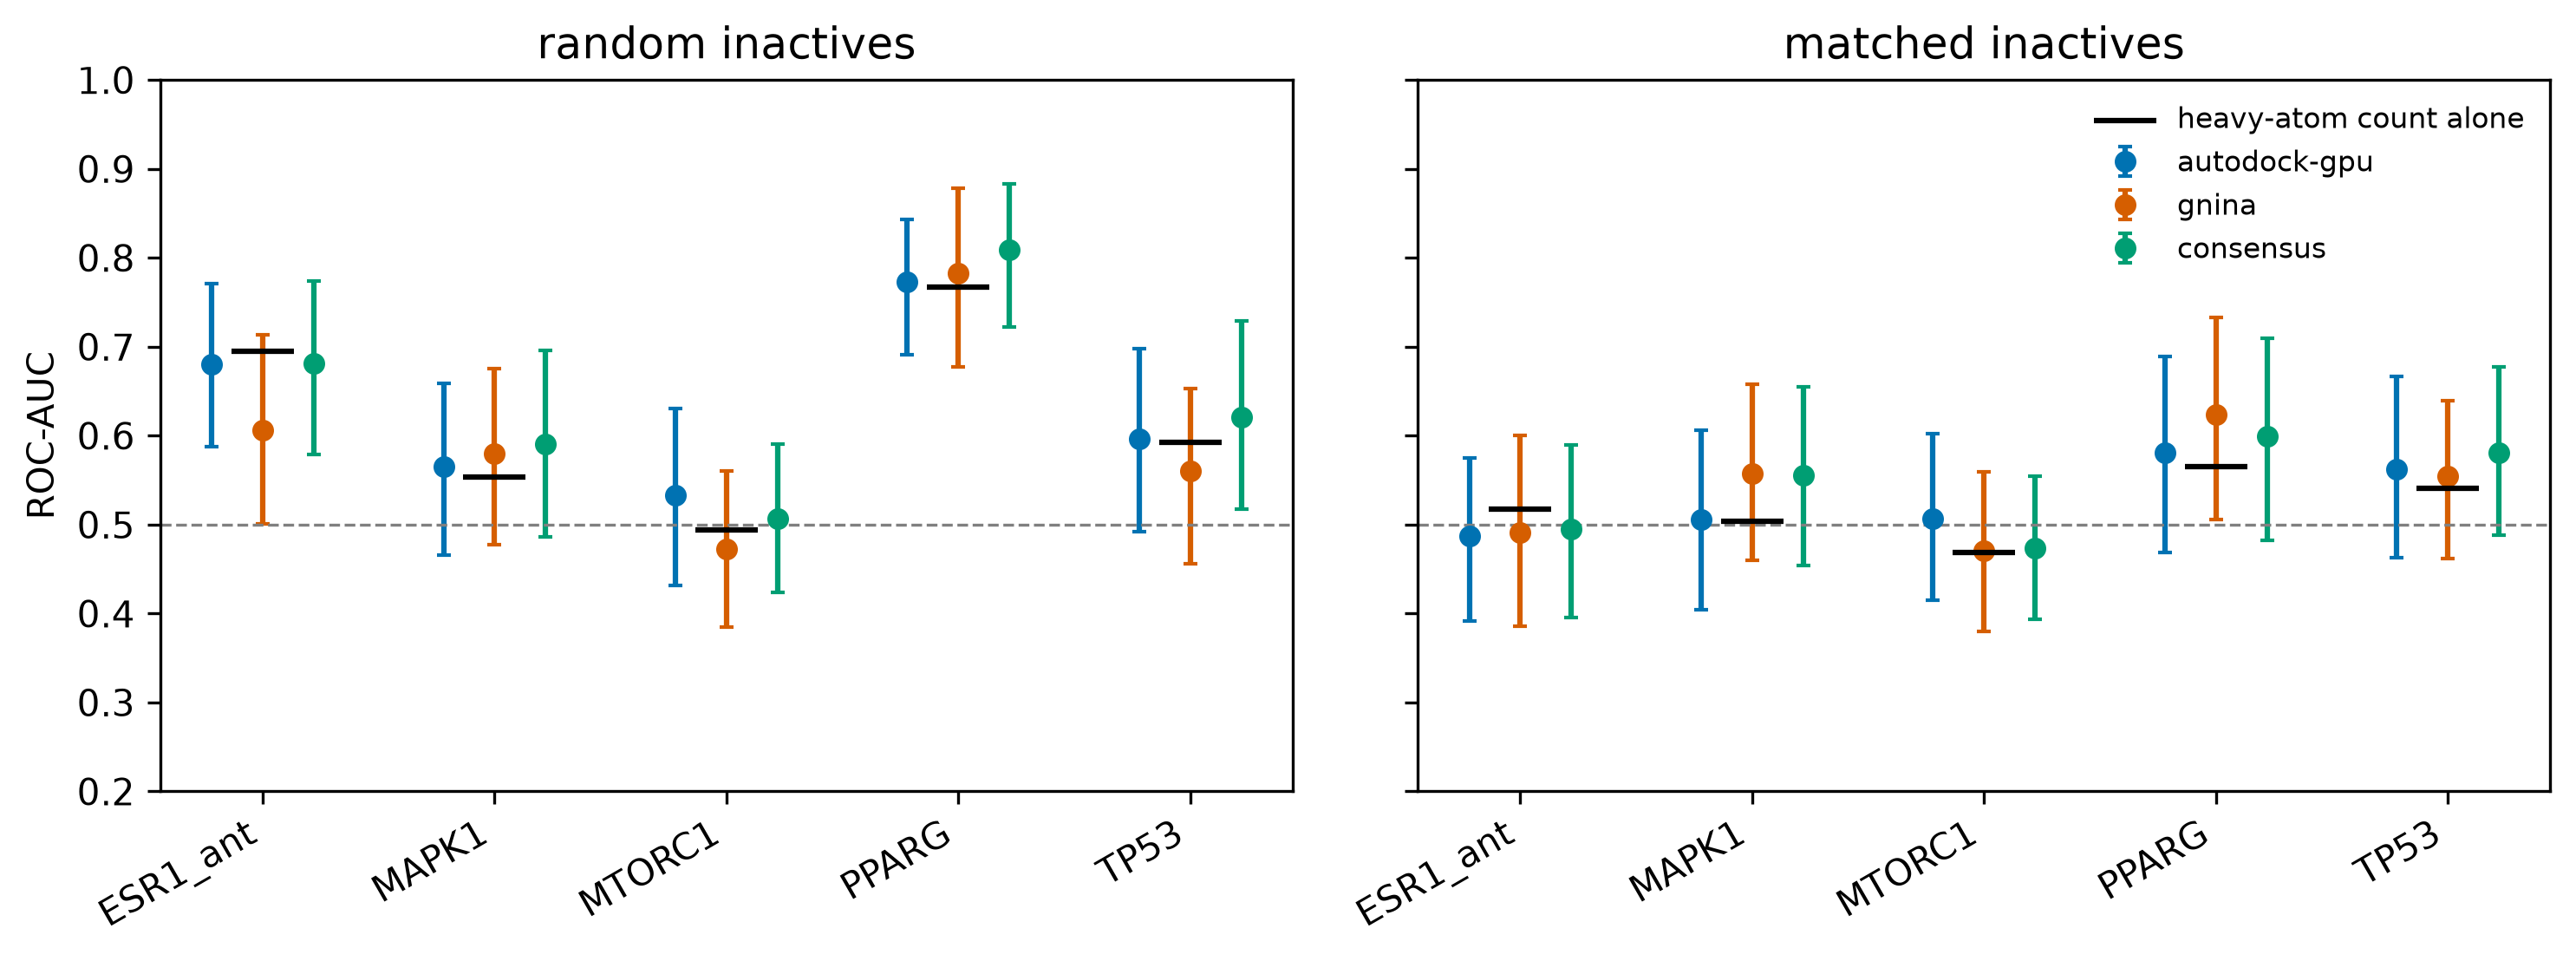 random inactives
matched inactives
ROC-AUC
1.0
0.9
0.8
0.7
0.6
0.5
0.4
0.3
0.2
ESR1_ant
MAPK1
MTORC1
PPARG
TP53
heavy-atom count alone
autodock-gpu
gnina
consensus
ESR1_ant
MAPK1
MTORC1
PPARG
TP53